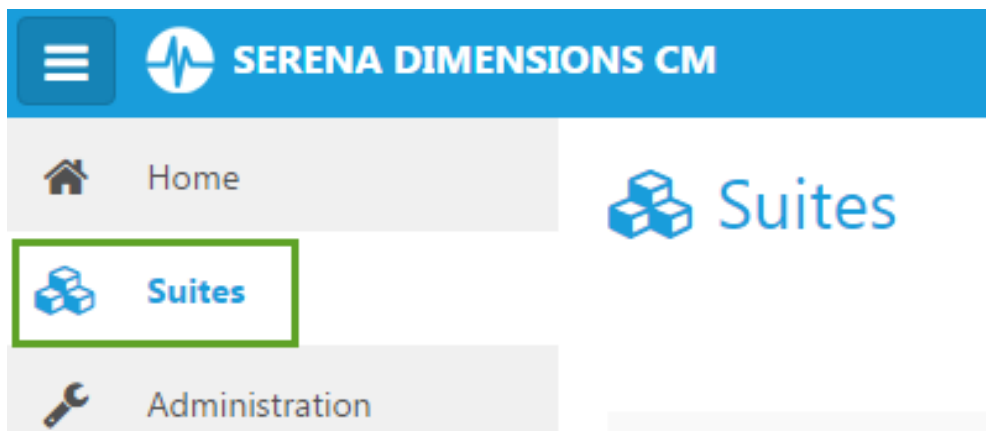 SERENA DIMENSIONS CM
Home
Suites
Suites
Administration